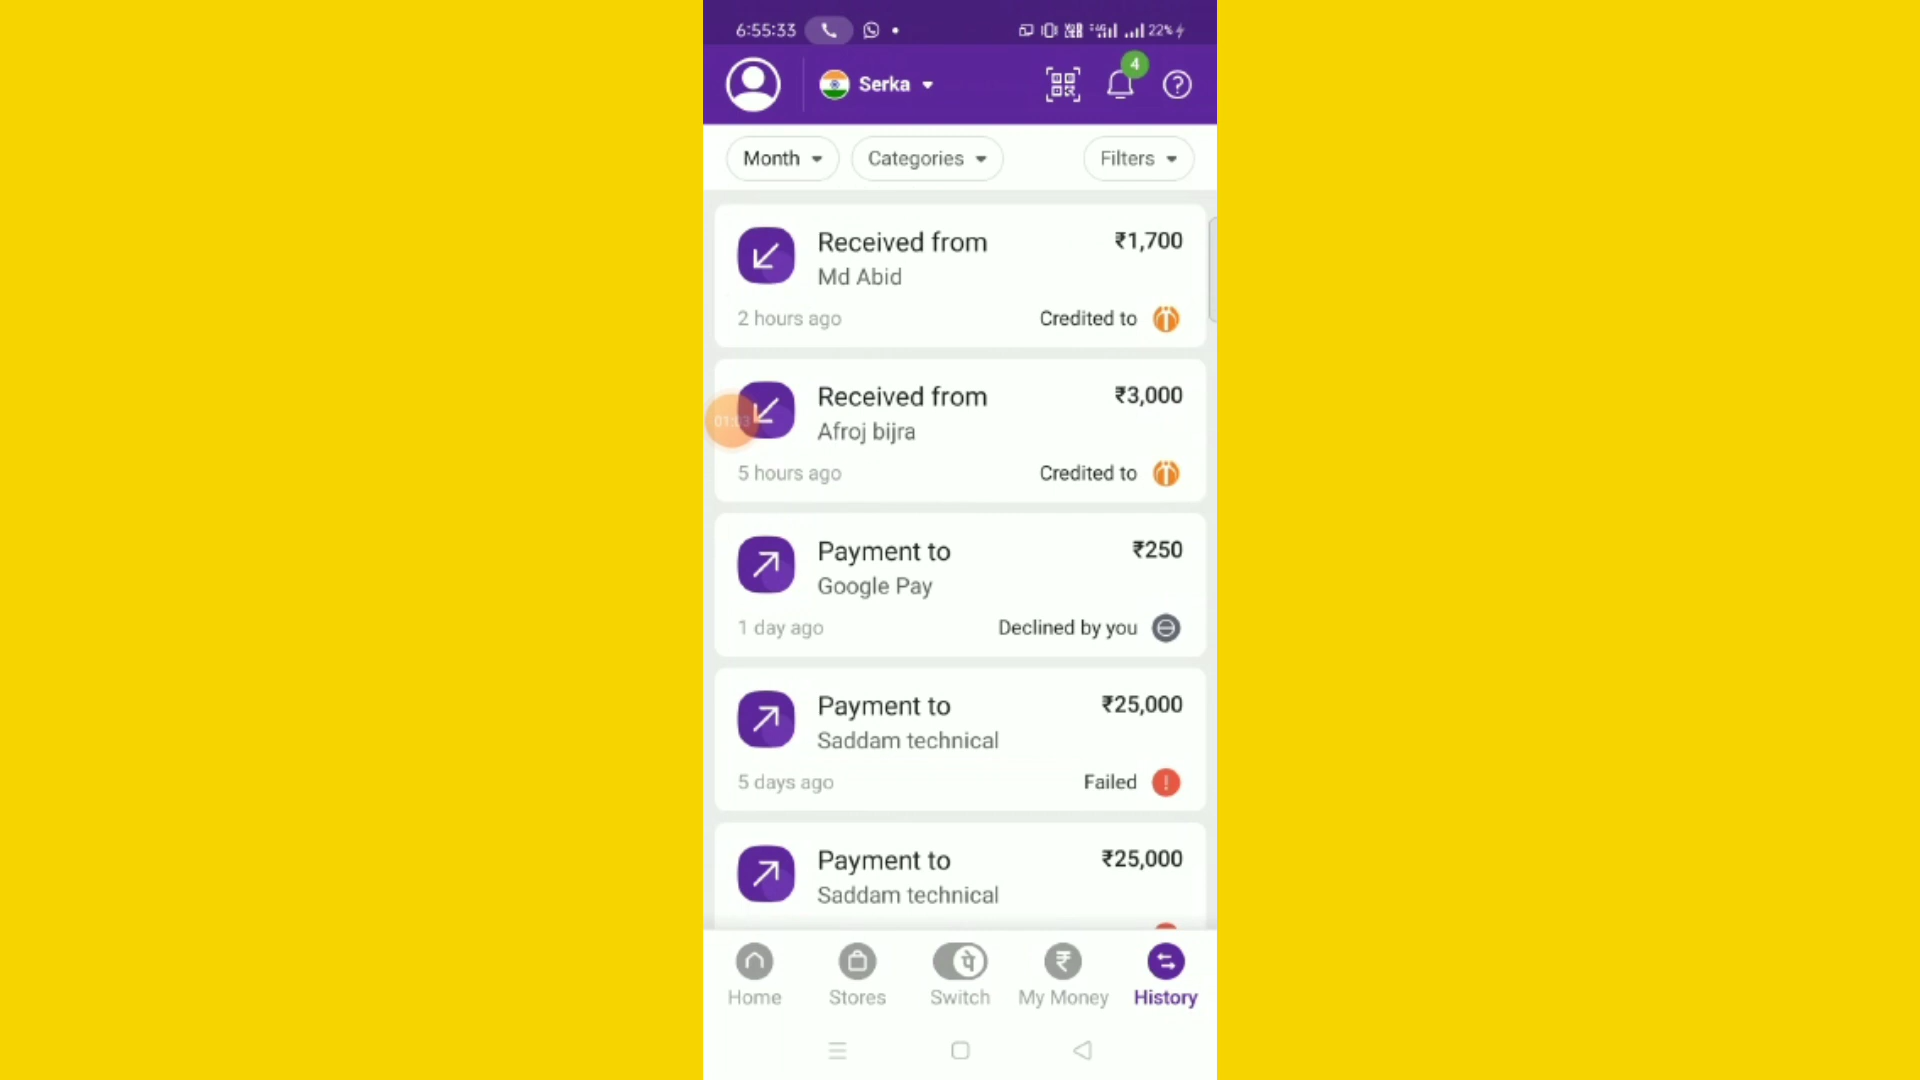 6:55:33
22%
Serka
4
Month
Categories
Filters
Received from
₹1,700
Md Abid
2 hours ago
Credited to
Received from
₹3,000
01:03
Afroj bijra
5 hours ago
Credited to
Payment to
₹250
Google Pay
1 day ago
Declined by you
Payment to
₹25,000
Saddam technical
5 days ago
Failed
Payment to
₹25,000
Saddam technical
पे
₹
Home
Stores
Switch
My Money
History